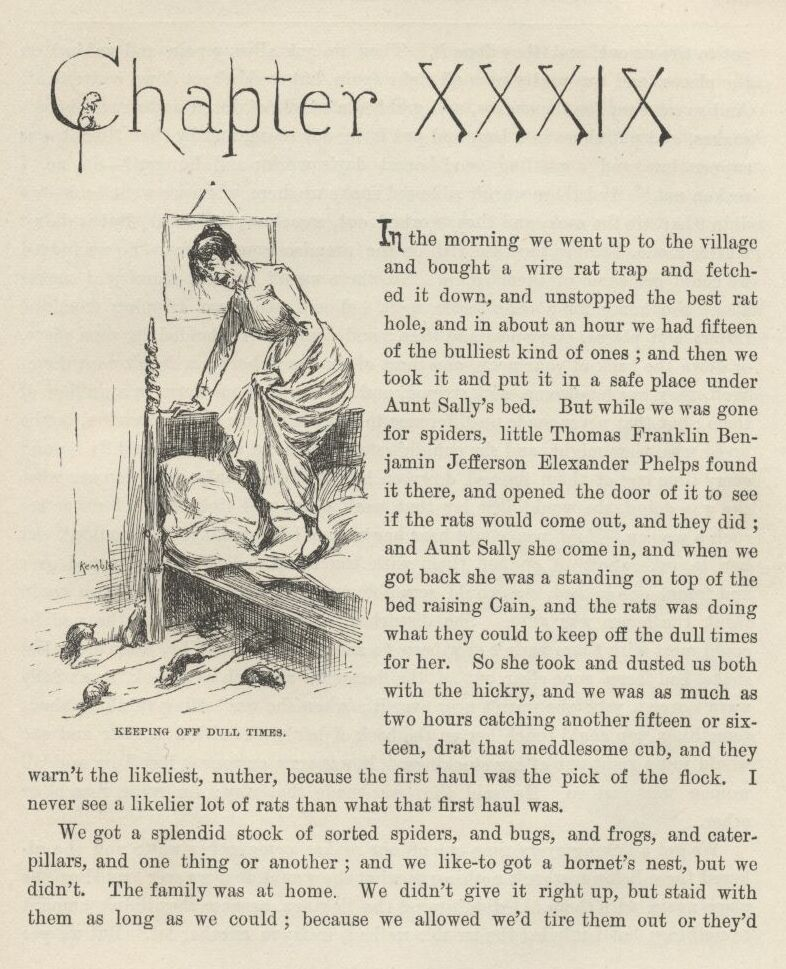 Chapter XXXIX
In the morning we went up to the village
and bought a wire rat trap and fetch-
ed it down, and unstopped the best rat
hole, and in about an hour we had fifteen
of the bulliest kind of ones ; and then we
took it and put it in a safe place under
Aunt Sally's bed. But while we was gone
for spiders, little Thomas Franklin Ben-
jamin Jefferson Elexander Phelps found
it there, and opened the door of it to see
if the rats would come out, and they did ;
and Aunt Sally she come in, and when we
got back she was a standing on top of the
bed raising Cain, and the rats was doing
what they could to keep off the dull times
for her. So she took and dusted us both
with the hickry, and we was as much as
two hours catching another fifteen or six-
teen, drat that meddlesome cub, and they
warn't the likeliest, nuther, because the first haul was the pick of the flock. I
never see a likelier lot of rats than what that first haul was.
We got a splendid stock of sorted spiders, and bugs, and frogs, and cater-
pillars, and one thing or another ; and we like-to got a hornet's nest, but we
didn't. The family was at home. We didn't give it right up, but staid with
them as long as we could ; because we allowed we'd tire them out or they'd
Kemble
KEEPING OFF DULL TIMES.